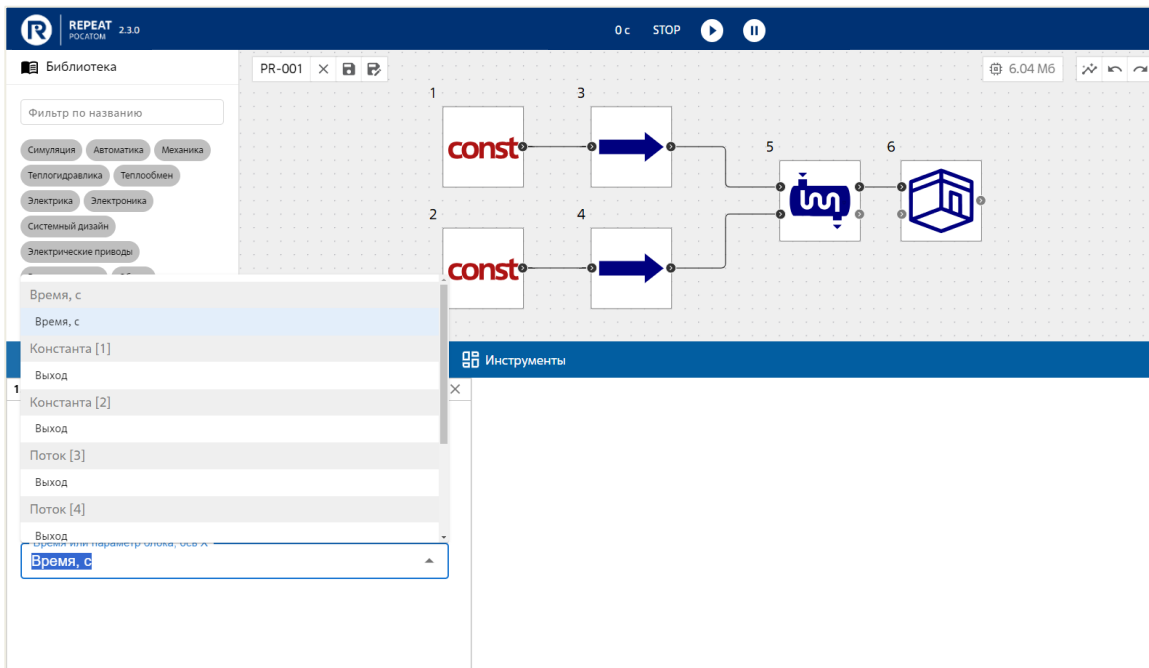 REPEAT 2.3.0
РОСАТОМ
0 с STOP
Библиотека
PR-001
6.04 Мб
Фильтр по названию
Симуляция Автоматика Механика
Теплогидравлика Теплообмен
Электрика Электроника
Системный дизайн
Электрические приводы
1 3
const
5 6
2 4
const
Инструменты
1
Время, с
Время, с
Константа [1]
Выход
Константа [2]
Выход
Поток [3]
Выход
Поток [4]
Выход
Время или параметр блока, ось X
Время, с